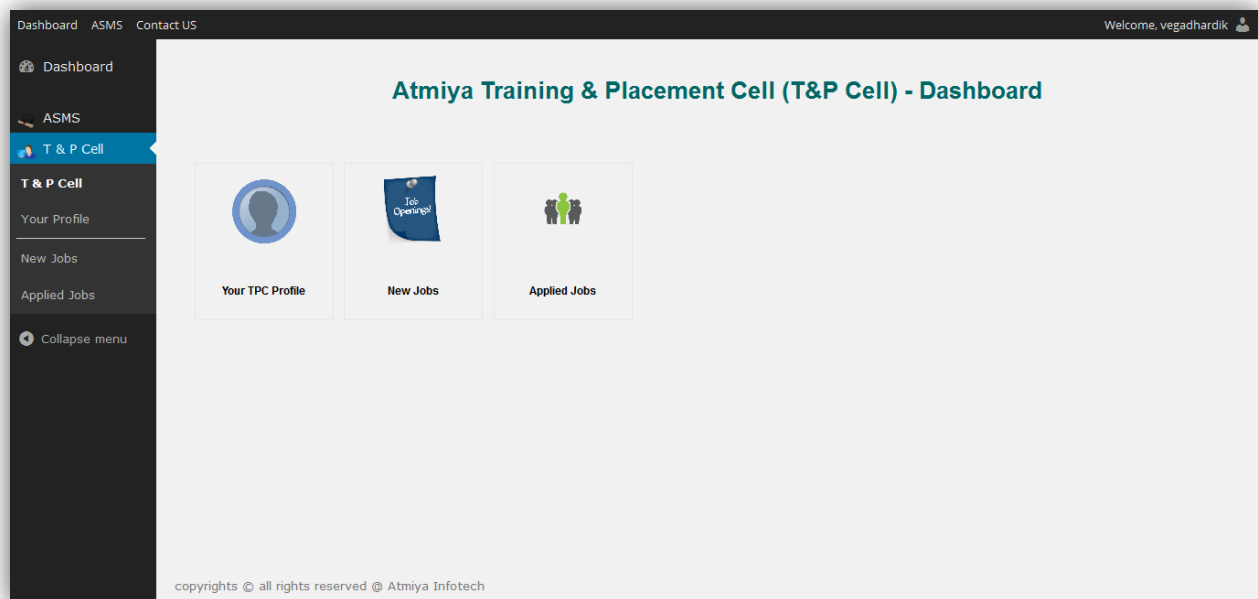 Dashboard ASMS Contact US
Welcome, vegadhardik
Dashboard
ASMS
T & P Cell
T & P Cell
Your Profile
New Jobs
Applied Jobs
Collapse menu
Atmiya Training & Placement Cell (T&P Cell) - Dashboard
Job
Openings!
Your TPC Profile
New Jobs
Applied Jobs
copyrights © all rights reserved @ Atmiya Infotech